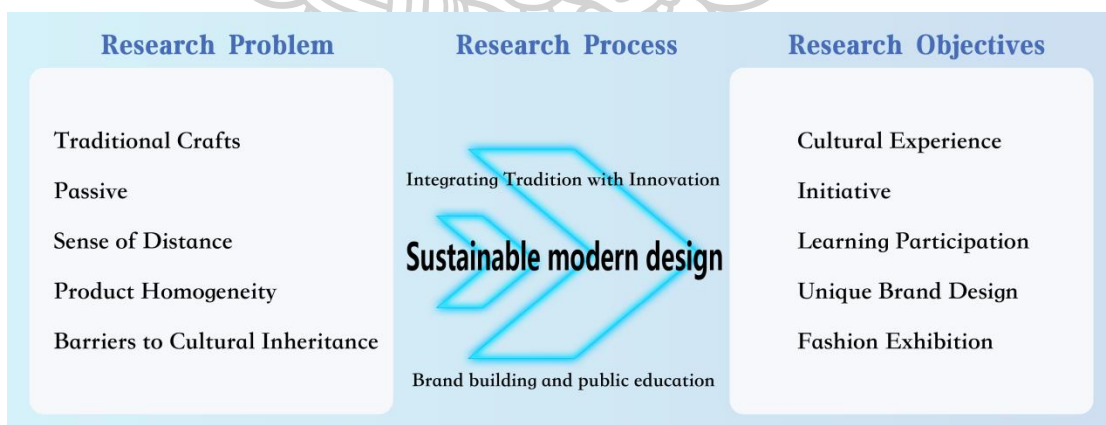 Research Problem
Traditional Crafts
Passive
Sense of Distance
Product Homogeneity
Barriers to Cultural Inheritance
Research Process
Integrating Tradition with Innovation
Sustainable modern design
Brand building and public education
Research Objectives
Cultural Experience
Initiative
Learning Participation
Unique Brand Design
Fashion Exhibition